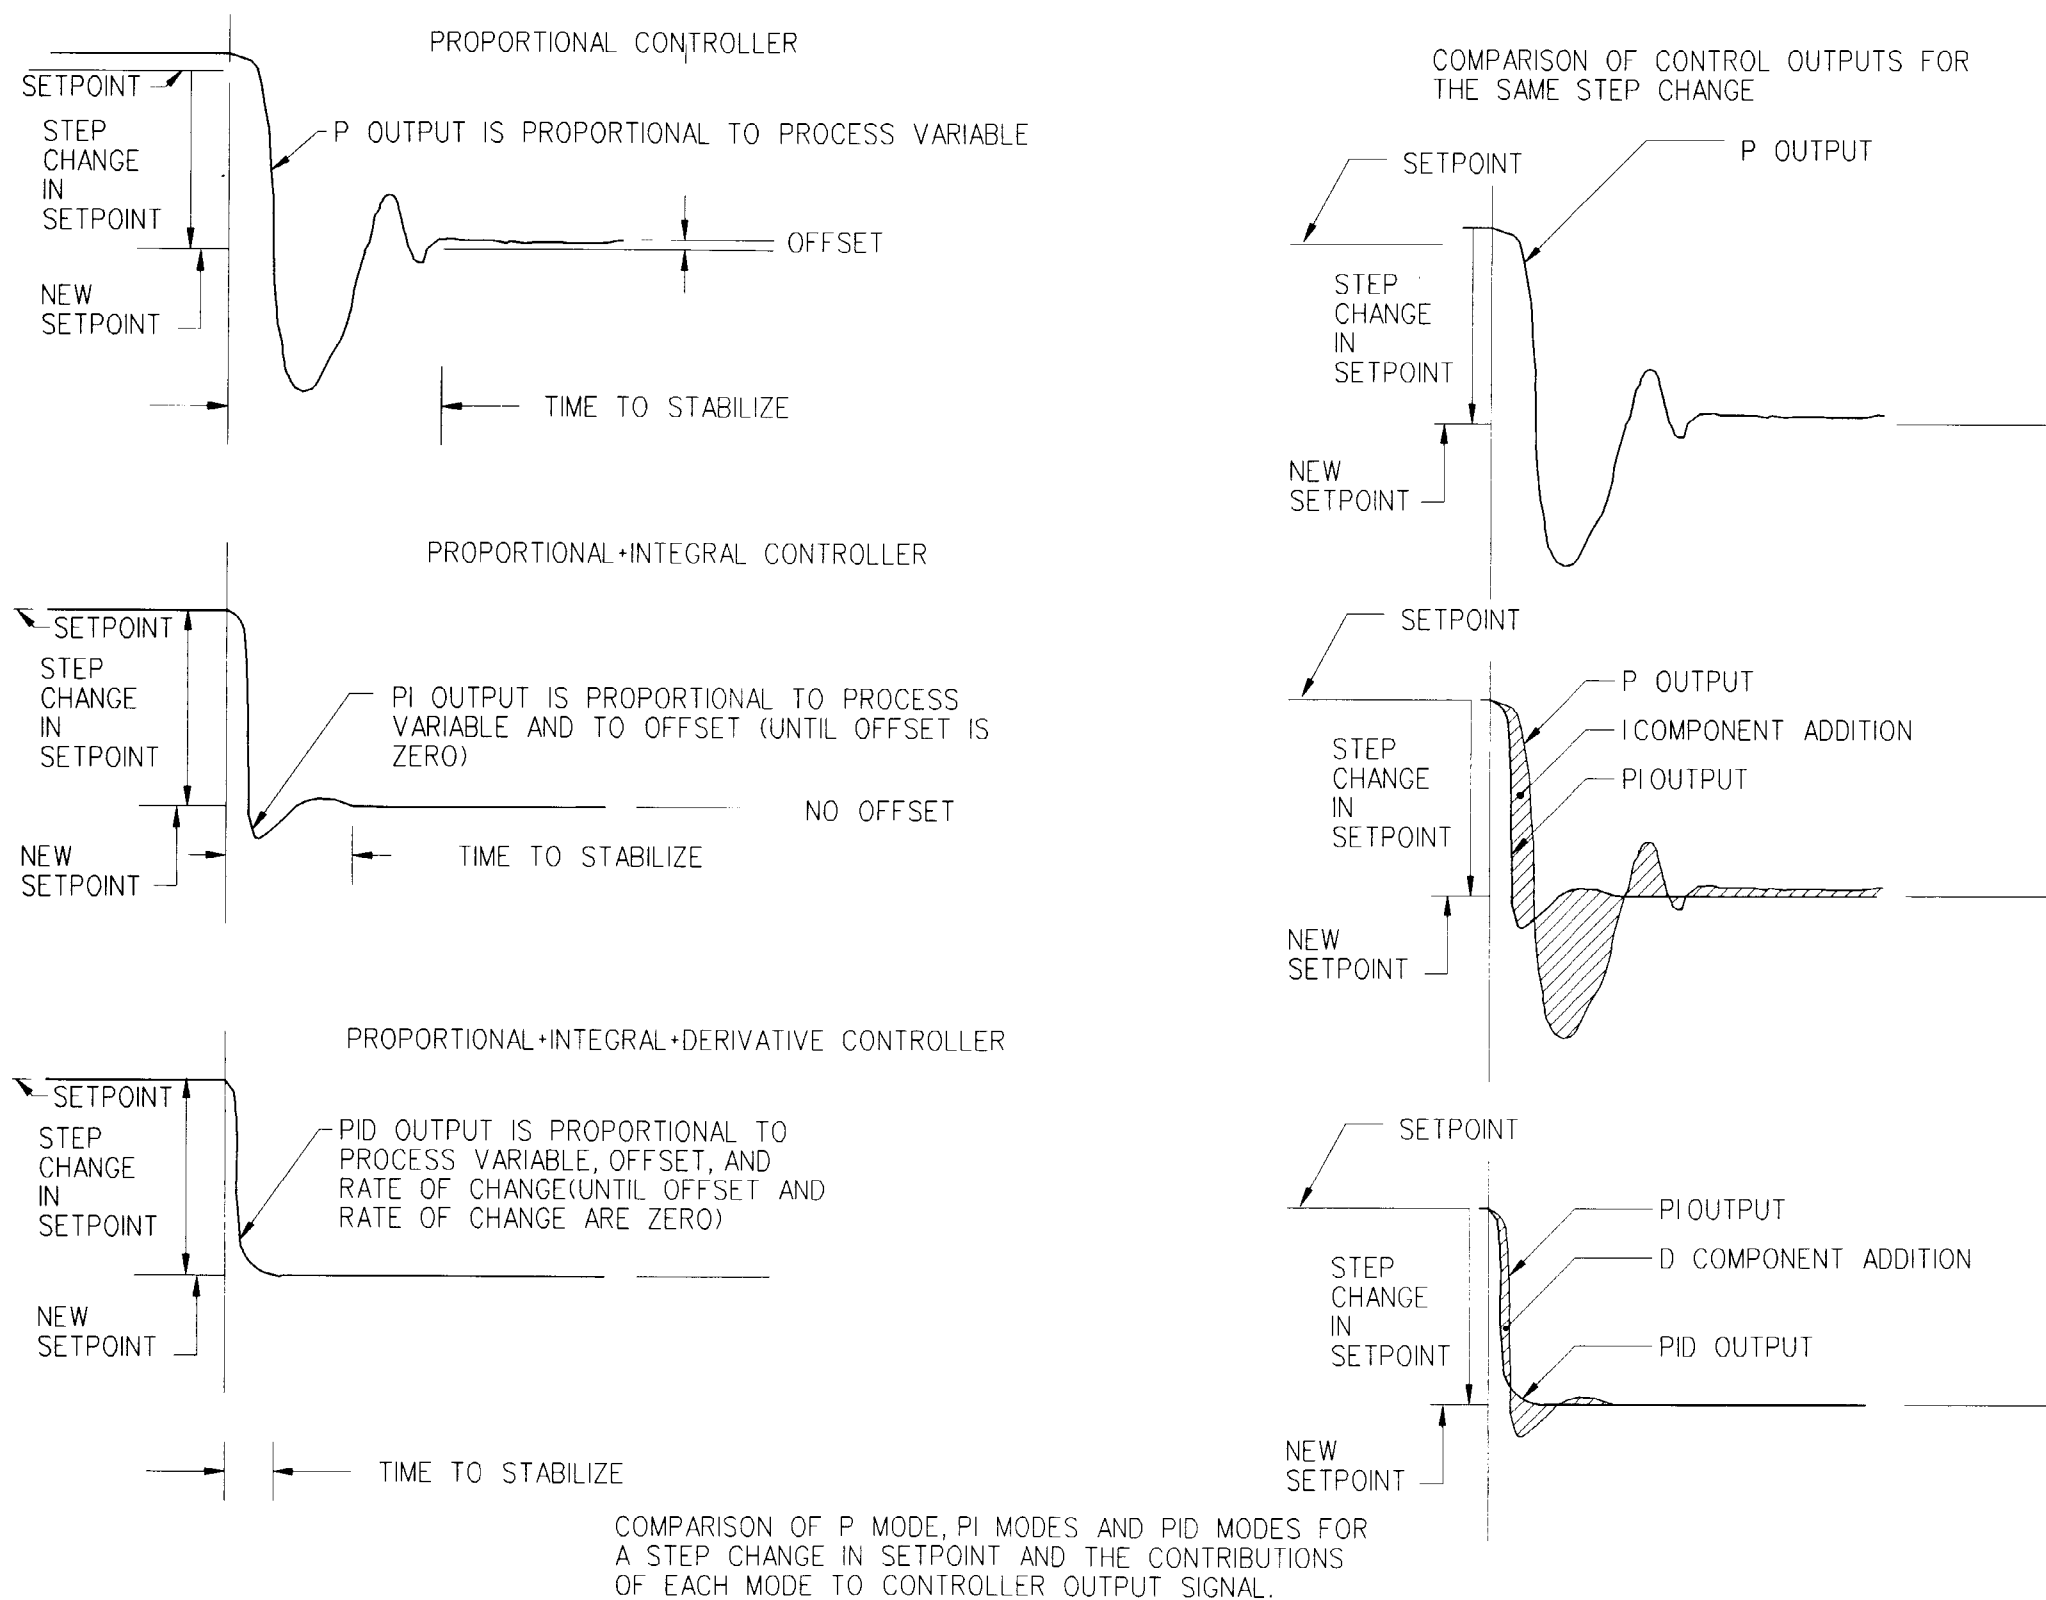 PROPORTIONAL CONTROLLER
SETPOINT
STEP
CHANGE
IN
SETPOINT
P OUTPUT IS PROPORTIONAL TO PROCESS VARIABLE
OFFSET
NEW
SETPOINT
TIME TO STABILIZE
PROPORTIONAL+INTEGRAL CONTROLLER
SETPOINT
STEP
CHANGE
IN
SETPOINT
PI OUTPUT IS PROPORTIONAL TO PROCESS
VARIABLE AND TO OFFSET (UNTIL OFFSET IS
ZERO)
NO OFFSET
NEW
SETPOINT
TIME TO STABILIZE
PROPORTIONAL+INTEGRAL+DERIVATIVE CONTROLLER
SETPOINT
STEP
CHANGE
IN
SETPOINT
PID OUTPUT IS PROPORTIONAL TO
PROCESS VARIABLE, OFFSET, AND
RATE OF CHANGE(UNTIL OFFSET AND
RATE OF CHANGE ARE ZERO)
NEW
SETPOINT
TIME TO STABILIZE
COMPARISON OF CONTROL OUTPUTS FOR
THE SAME STEP CHANGE
SETPOINT
P OUTPUT
STEP
CHANGE
IN
SETPOINT
NEW
SETPOINT
SETPOINT
P OUTPUT
I COMPONENT ADDITION
PI OUTPUT
STEP
CHANGE
IN
SETPOINT
NEW
SETPOINT
SETPOINT
PI OUTPUT
D COMPONENT ADDITION
PID OUTPUT
STEP
CHANGE
IN
SETPOINT
NEW
SETPOINT
COMPARISON OF P MODE, PI MODES AND PID MODES FOR
A STEP CHANGE IN SETPOINT AND THE CONTRIBUTIONS
OF EACH MODE TO CONTROLLER OUTPUT SIGNAL.